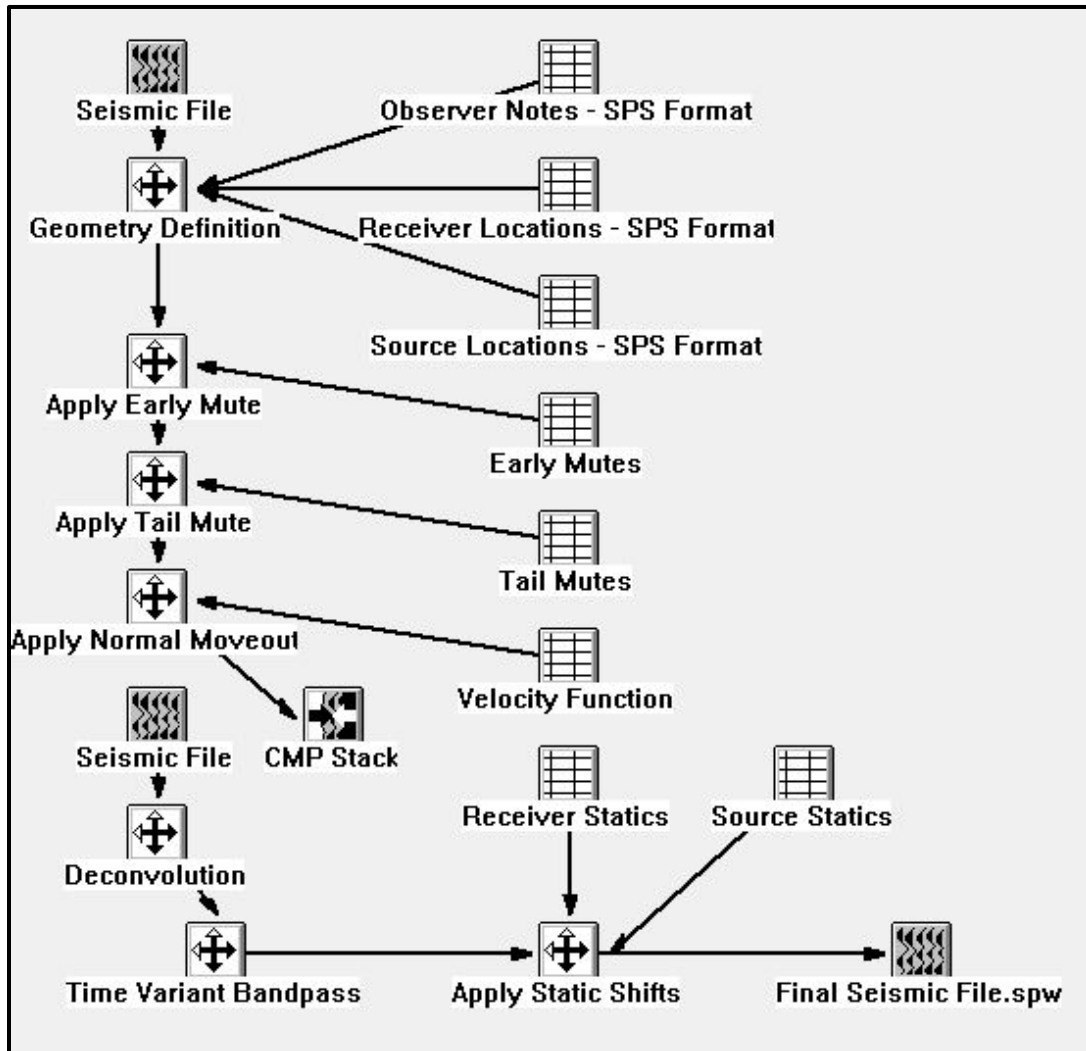 Seismic File
Observer Notes - SPS Format
Geometry Definition
Receiver Locations - SPS Format
Source Locations - SPS Format
Apply Early Mute
Early Mutes
Apply Tail Mute
Tail Mutes
Apply Normal Moveout
Velocity Function
Seismic File
CMP Stack
Receiver Statics
Source Statics
Deconvolution
Time Variant Bandpass
Apply Static Shifts
Final Seismic File.spw